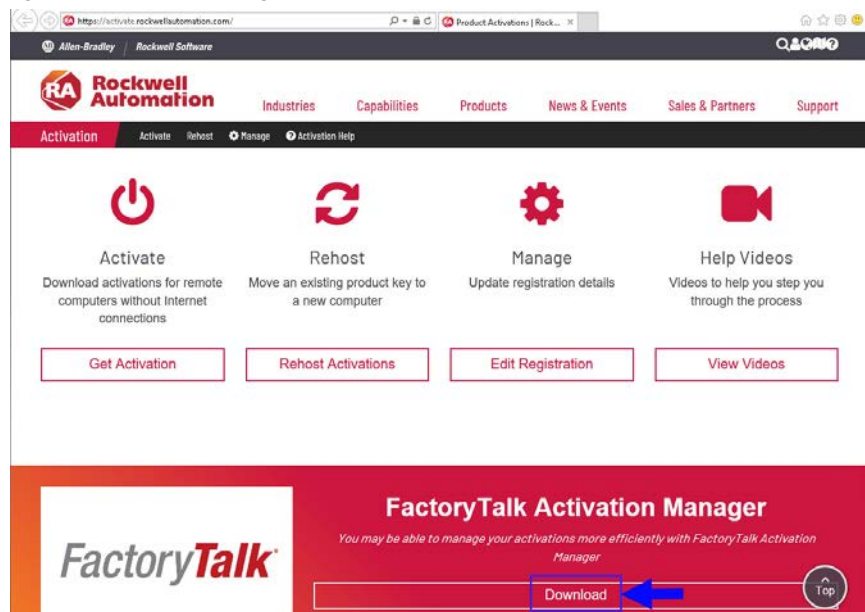 https://activate.rockwellautomation.com/
Product Activations | Rock...
Allen-Bradley | Rockwell Software
RA Rockwell Automation
Industries Capabilities Products News & Events Sales & Partners Support
Activation Activate Rehost Manage Activation Help
Activate
Download activations for remote
computers without Internet
connections
Get Activation
Rehost
Move an existing product key to
a new computer
Rehost Activations
Manage
Update registration details
Edit Registration
Help Videos
Videos to help you step you
through the process
View Videos
FactoryTalk
FactoryTalk Activation Manager
You may be able to manage your activations more efficiently with FactoryTalk Activation
Manager
Download
Top